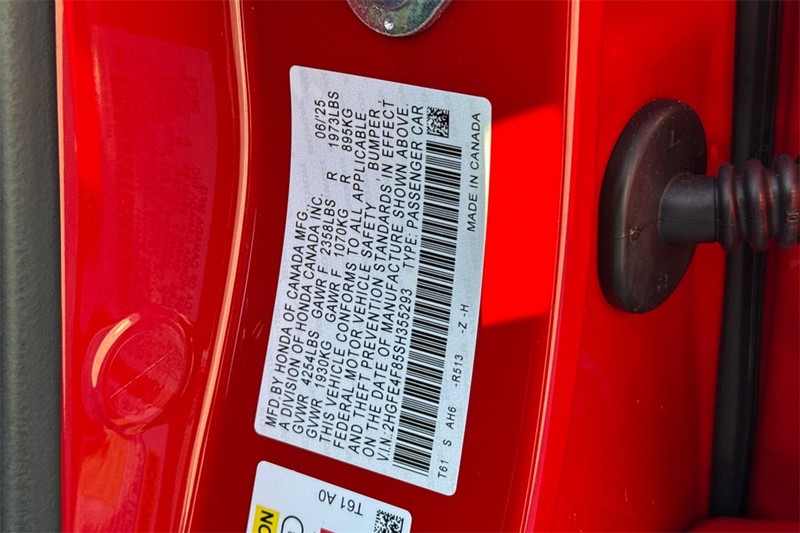 MFD.BY HONDA OF CANADA MFG. 06/'25
A DIVISION OF HONDA CANADA INC.
GVWR 4254LBS GAWR F 2358LBS R 1973LBS
GVWR 1930KG GAWR F 1070KG R 895KG
THIS VEHICLE CONFORMS TO ALL APPLICABLE
FEDERAL MOTOR VEHICLE SAFETY, BUMPER,
AND THEFT PREVENTION STANDARDS IN EFFECT
ON THE DATE OF MANUFACTURE SHOWN ABOVE.
V.I.N. 2HGFE4F85SH355293 TYPE: PASSENGER CAR
T61 S AH6 -R513 -Z -H MADE IN CANADA
T61 A0